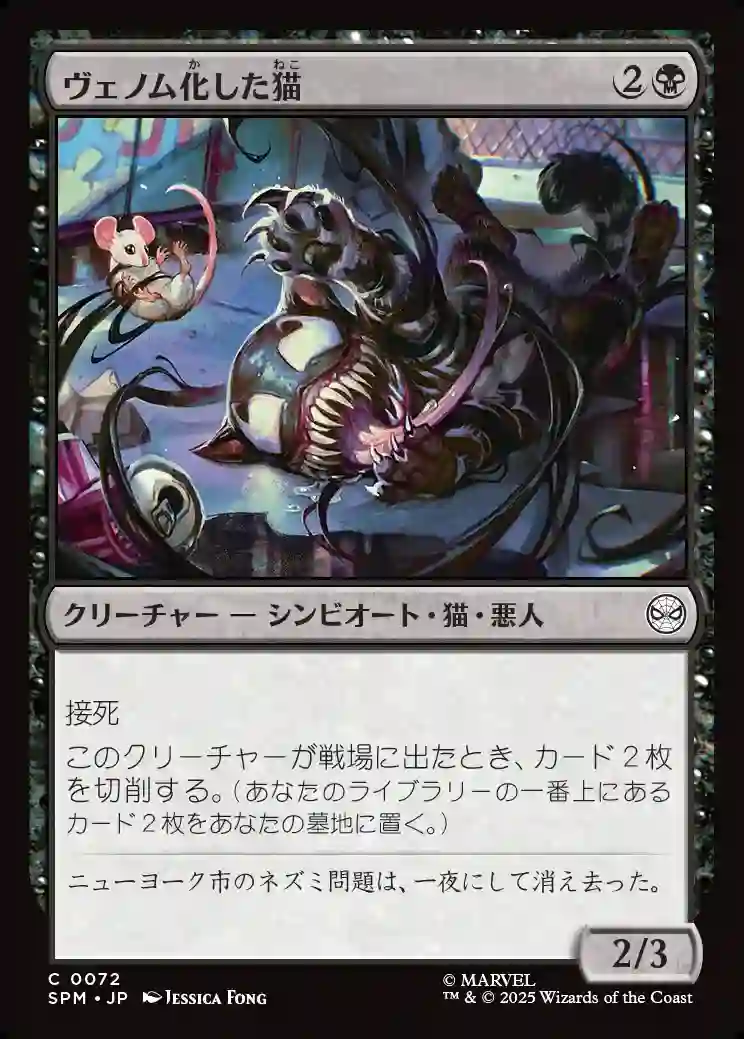 ヴェノム化した猫
2
クリーチャー — シンビオート・猫・悪人
接死
このクリーチャーが戦場に出たとき、カード２枚
を切削する。（あなたのライブラリーの一番上にある
カード２枚をあなたの墓地に置く。）
ニューヨーク市のネズミ問題は、一夜にして消え去った。
2/3
C 0072
SPM • JP Jessica Fong
© MARVEL
™ & © 2025 Wizards of the Coast